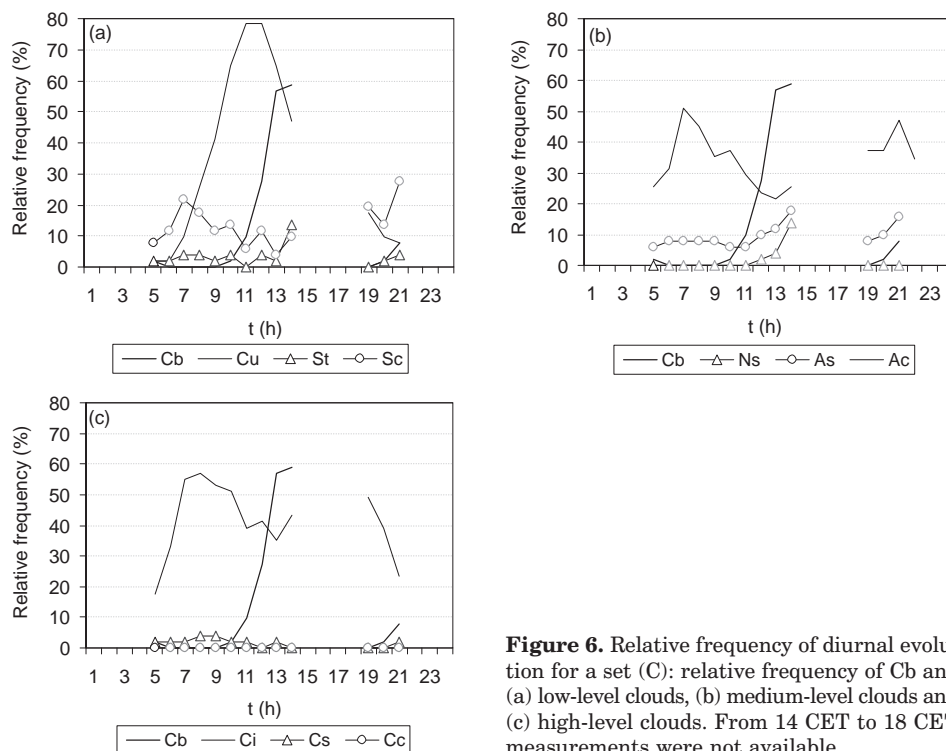 (a)
80
70
60
50
40
30
20
10
0
Relative frequency (%)
1 3 5 7 9 11 13 15 17 19 21 23
t (h)
Cb Cu St Sc
(b)
80
70
60
50
40
30
20
10
0
Relative frequency (%)
1 3 5 7 9 11 13 15 17 19 21 23
t (h)
Cb Ns As Ac
(c)
80
70
60
50
40
30
20
10
0
Relative frequency (%)
1 3 5 7 9 11 13 15 17 19 21 23
t (h)
Cb Ci Cs Cc
Figure 6. Relative frequency of diurnal evolu-
tion for a set (C): relative frequency of Cb an
(a) low-level clouds, (b) medium-level clouds an
(c) high-level clouds. From 14 CET to 18 CET
measurements were not available